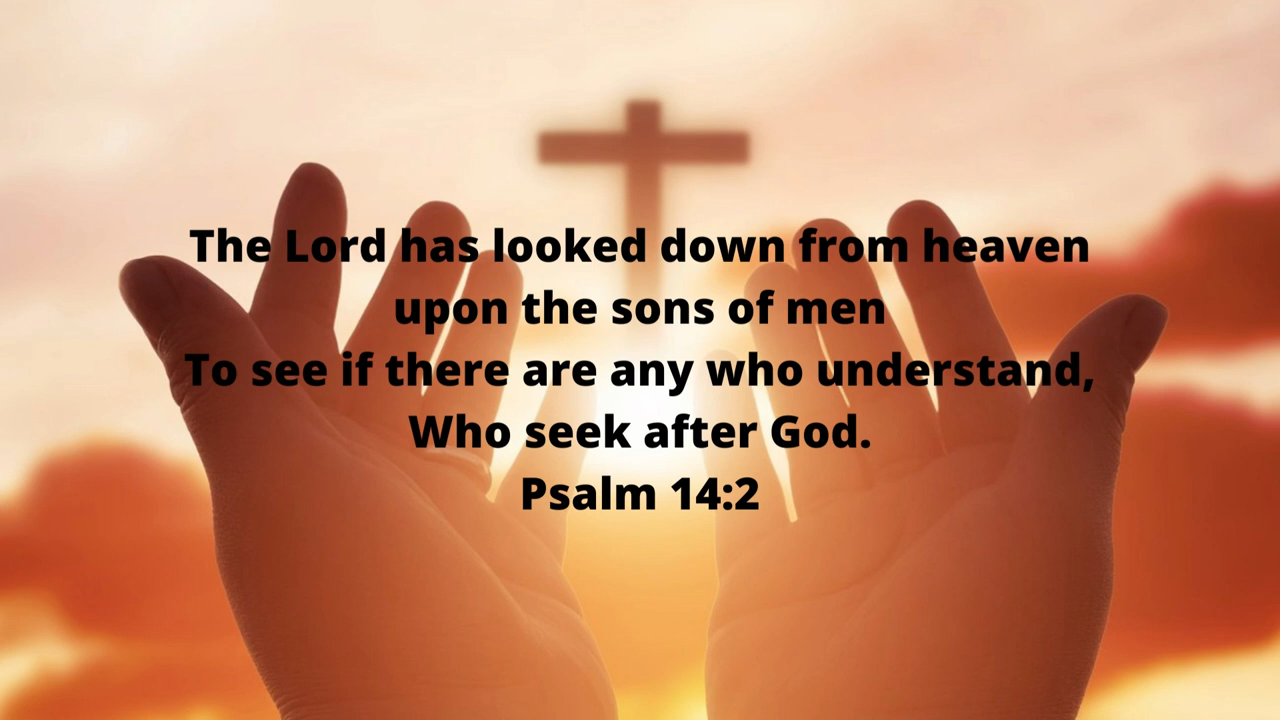 The Lord has looked down from heaven
upon the sons of men
To see if there are any who understand,
Who seek after God.
Psalm 14:2